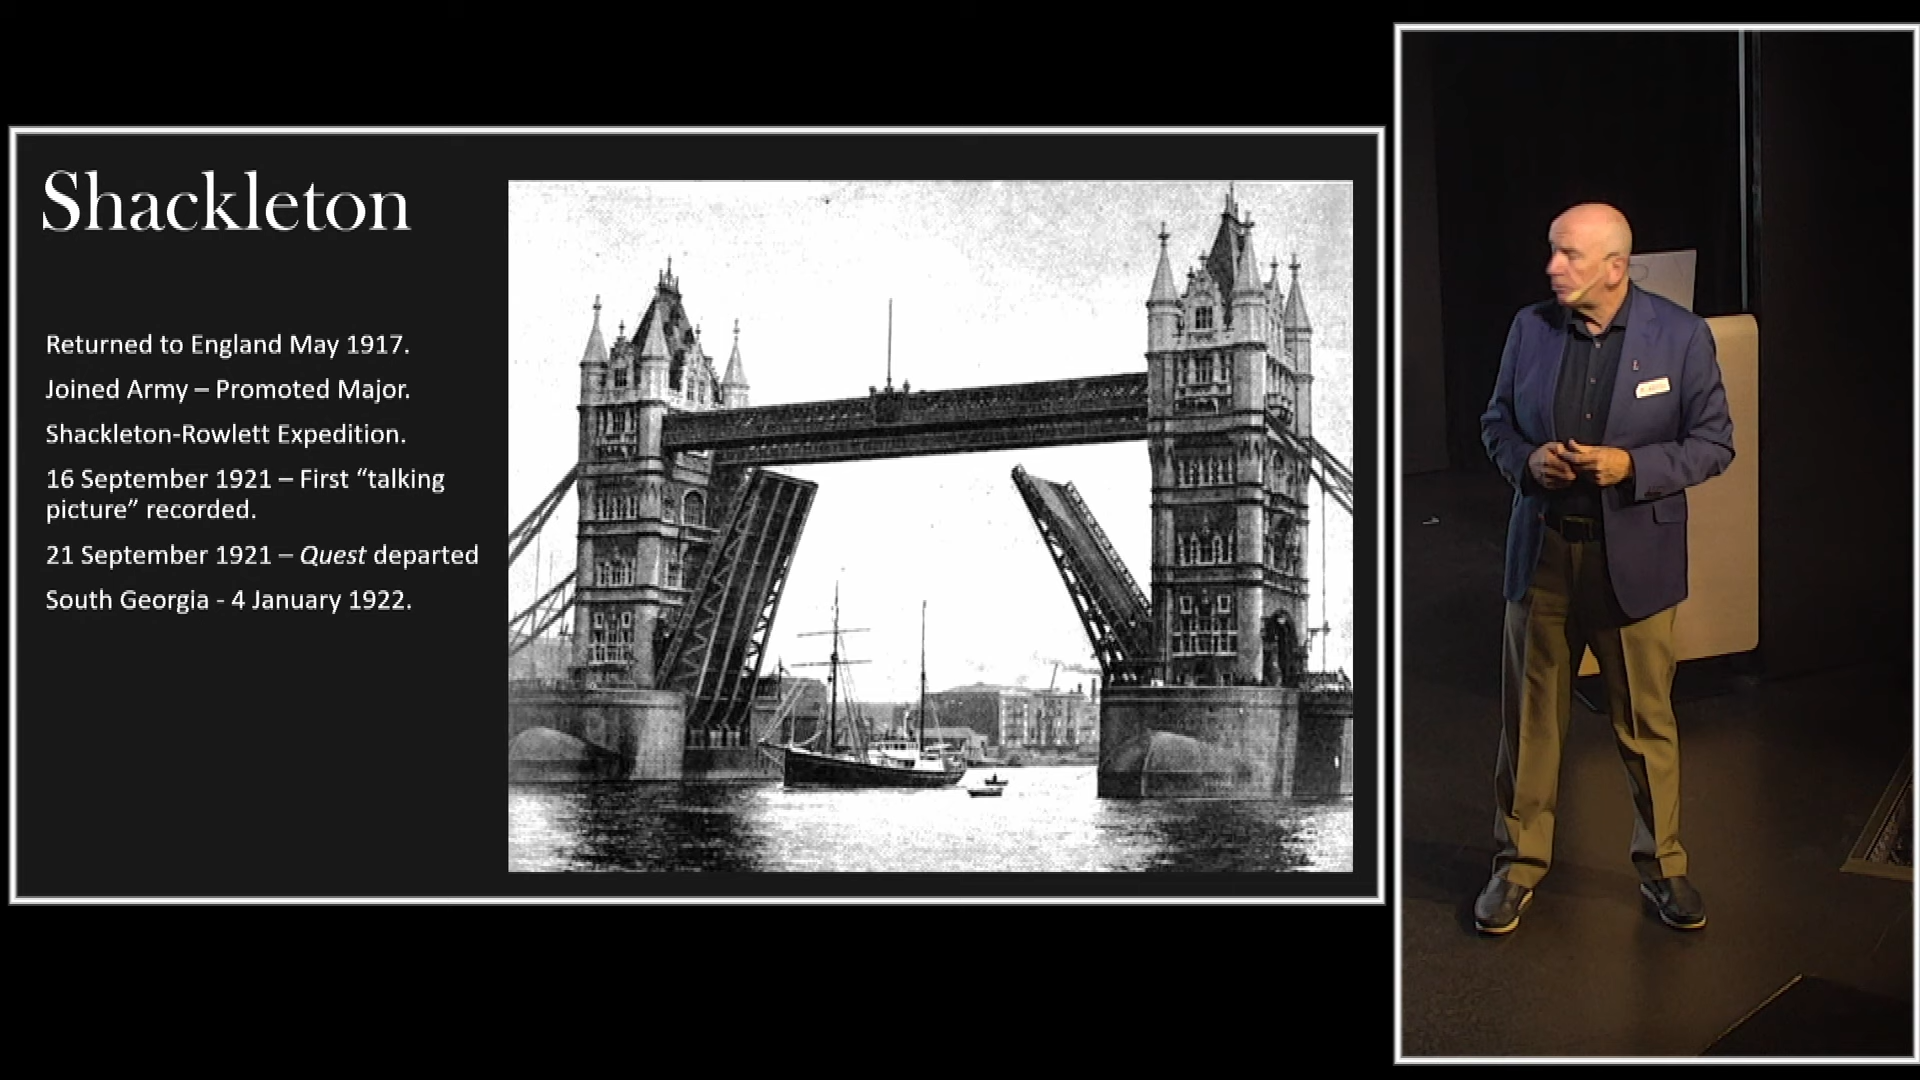 Shackleton
Returned to England May 1917.
Joined Army – Promoted Major.
Shackleton-Rowlett Expedition.
16 September 1921 – First “talking
picture” recorded.
21 September 1921 – Quest departed
South Georgia - 4 January 1922.